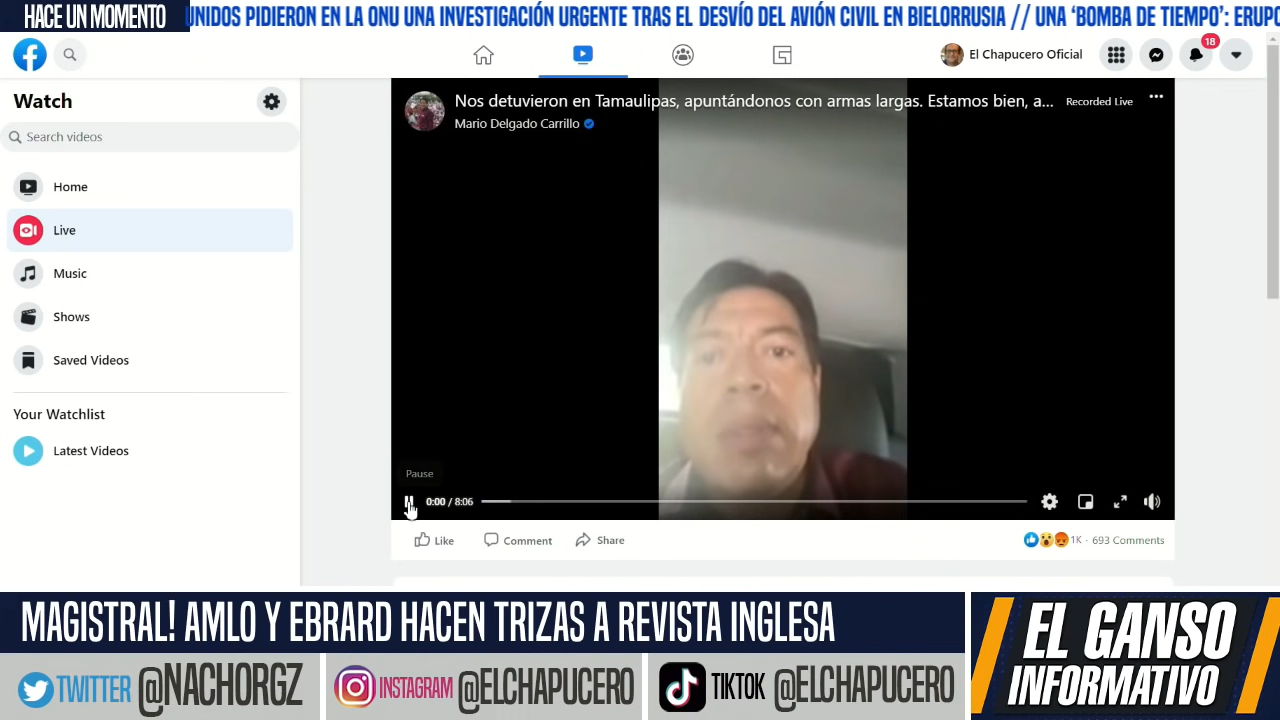 HACE UN MOMENTO
UNIDOS PIDIERON EN LA ONU UNA INVESTIGACIÓN URGENTE TRAS EL DESVÍO DEL AVIÓN CIVIL EN BIELORRUSIA // UNA ‘BOMBA DE TIEMPO’: ERUPC
El Chapucero Oficial
18
Watch
Search videos
Home
Live
Music
Shows
Saved Videos
Your Watchlist
Latest Videos
Nos detuvieron en Tamaulipas, apuntándonos con armas largas. Estamos bien, a...
Recorded Live
Mario Delgado Carrillo
Pause
0:00 / 8:06
Like
Comment
Share
1K · 693 Comments
MAGISTRAL! AMLO Y EBRARD HACEN TRIZAS A REVISTA INGLESA
TWITTER @NACHORGZ
INSTAGRAM @ELCHAPUCERO
TIKTOK @ELCHAPUCERO
EL GANSO
INFORMATIVO